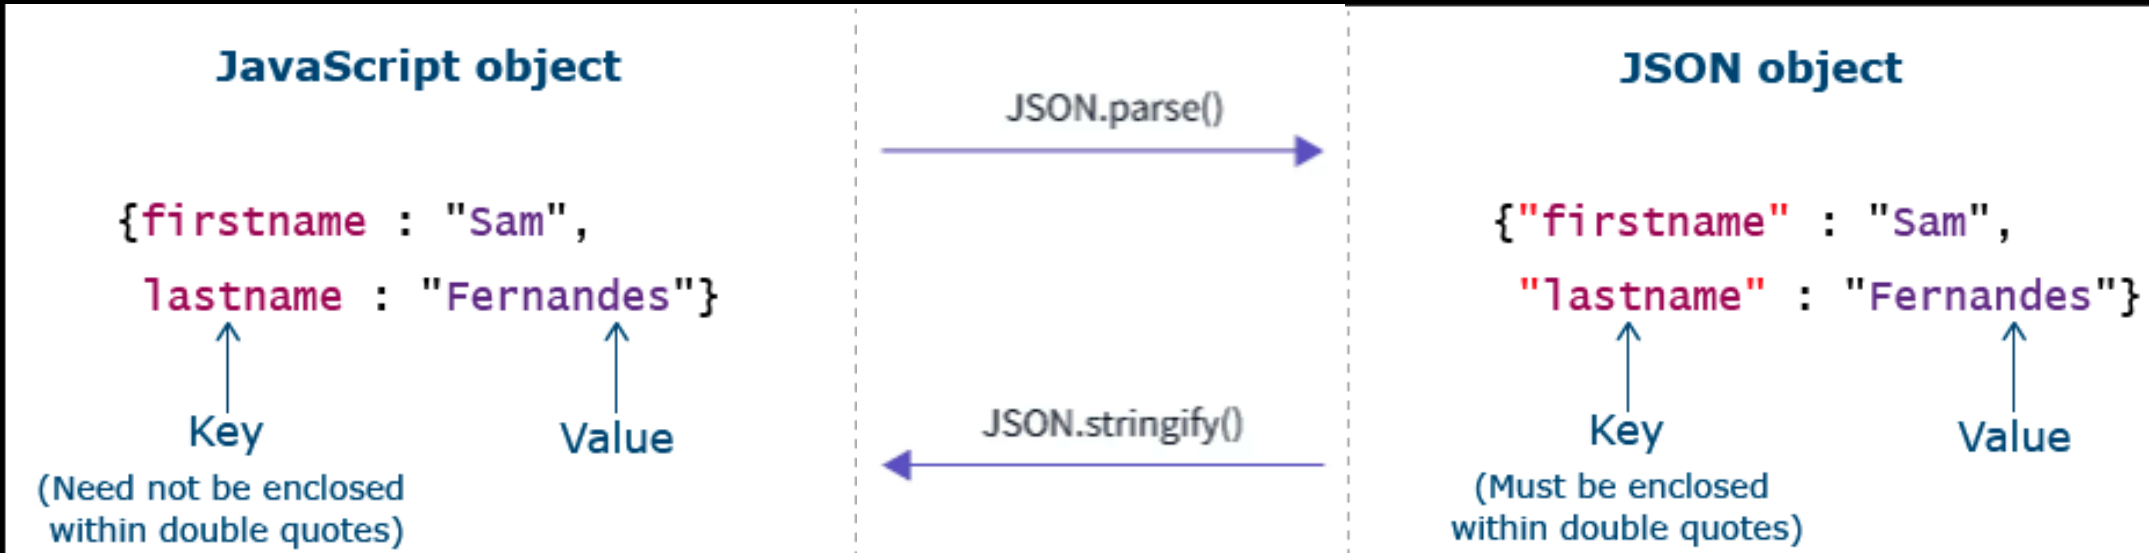 JavaScript object
{firstname : "Sam",
lastname : "Fernandes"}
Key
Value
(Need not be enclosed
within double quotes)
JSON.parse()
JSON.stringify()
JSON object
{"firstname" : "Sam",
"lastname" : "Fernandes"}
Key
Value
(Must be enclosed
within double quotes)